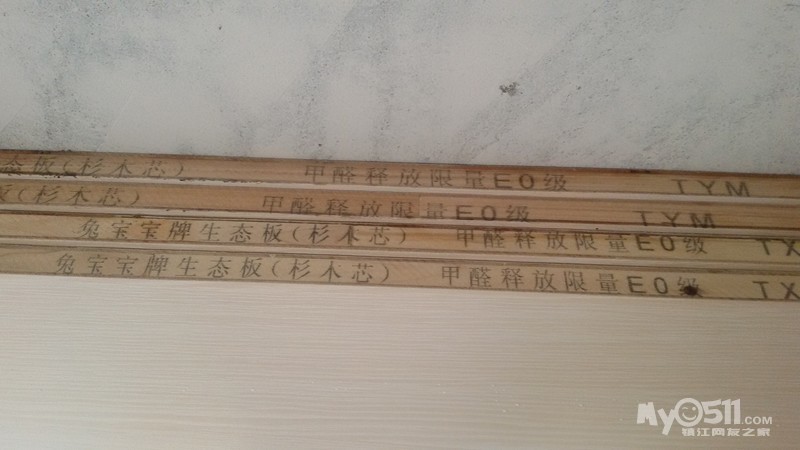 态板(杉木芯) 甲醛释放限量E0级 TYM
板(杉木芯) 甲醛释放限量E0级 TYM
兔宝宝牌生态板(杉木芯) 甲醛释放限量E0级 TX
兔宝宝牌生态板(杉木芯) 甲醛释放限量E0级 TX
MyO511.COM
镇江网友之家